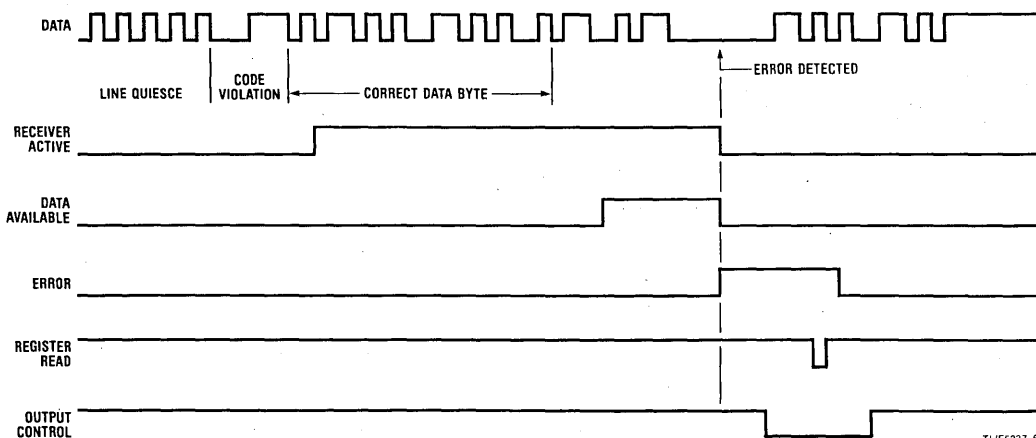 DATA
ERROR DETECTED
LINE QUIESCE
CODE
VIOLATION
CORRECT DATA BYTE
RECEIVER
ACTIVE
DATA
AVAILABLE
ERROR
REGISTER
READ
OUTPUT
CONTROL